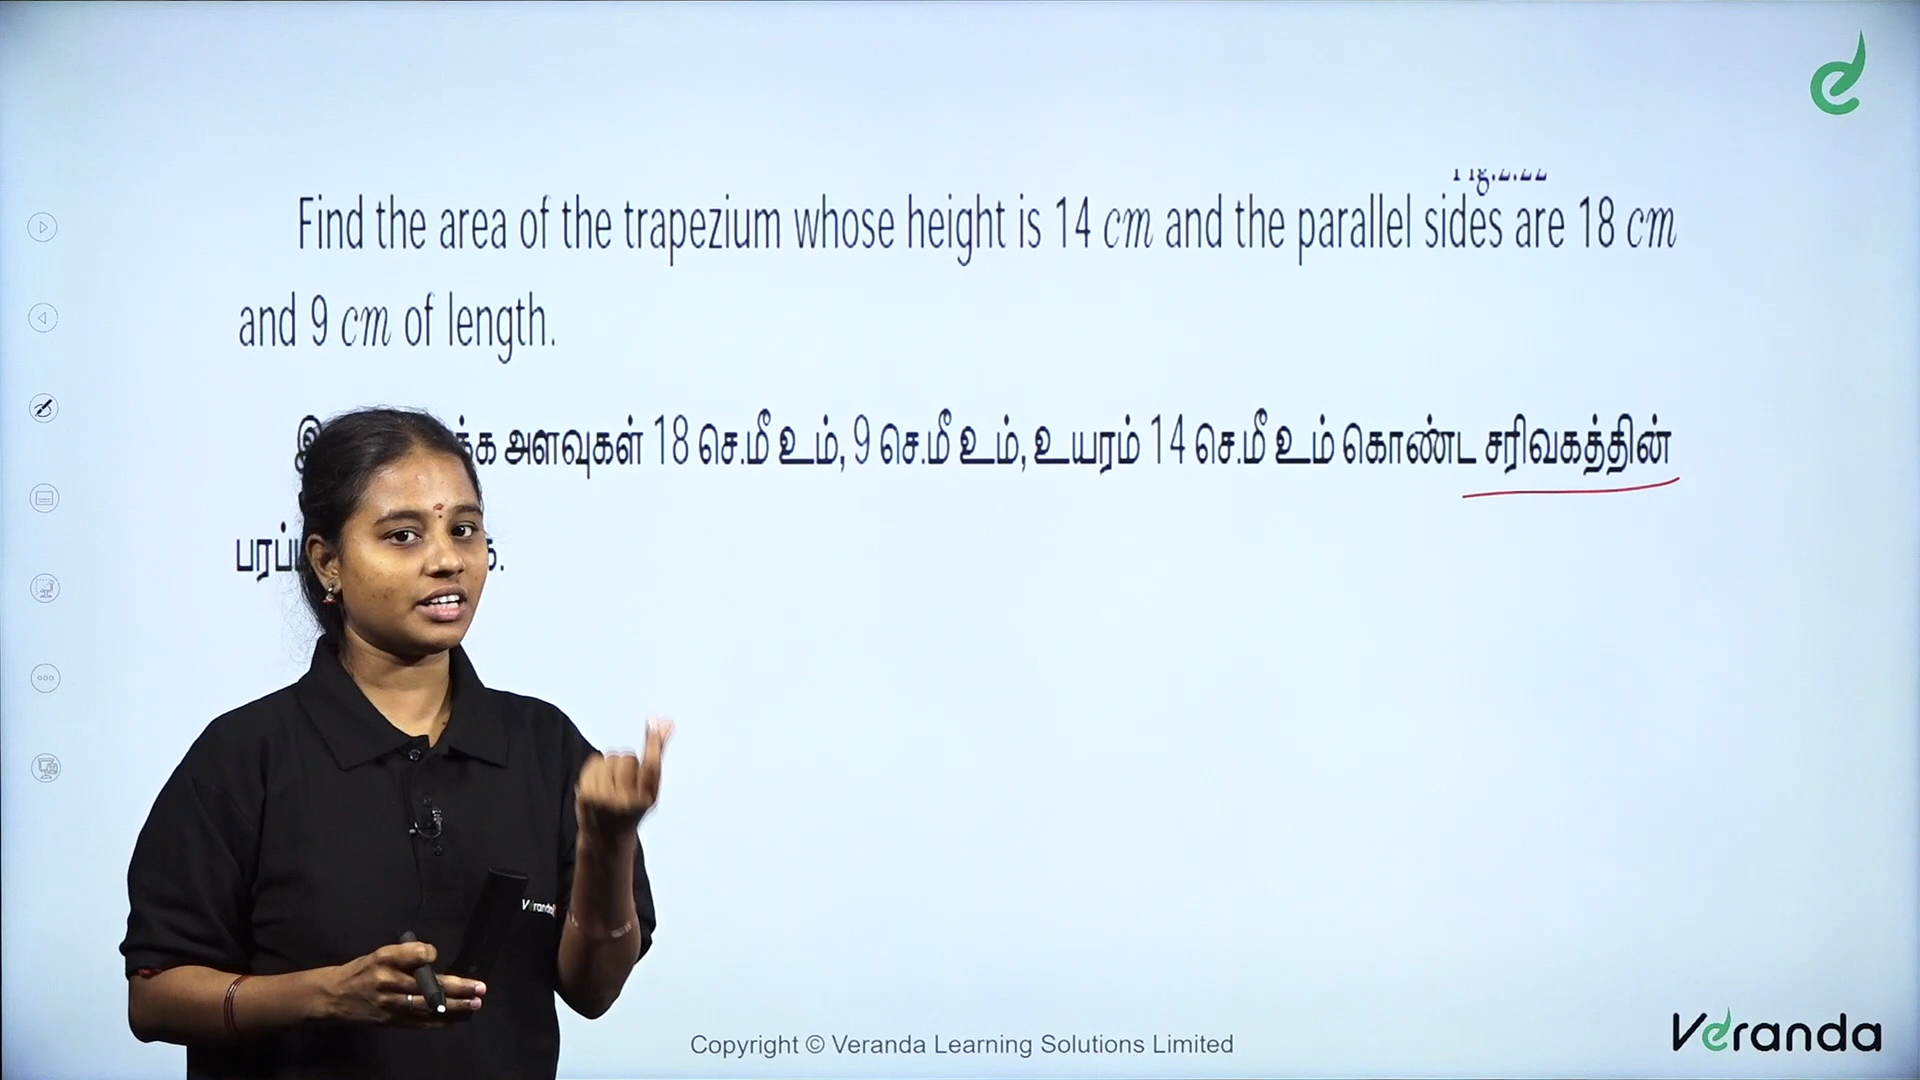 Find the area of the trapezium whose height is 14 cm and the parallel sides are 18 cm
and 9 cm of length.
அளவுகள் 18 செ.மீ உம், 9 செ.மீ உம், உயரம் 14 செ.மீ உம் கொண்ட சரிவகத்தின்
Veranda
Copyright © Veranda Learning Solutions Limited
Veranda